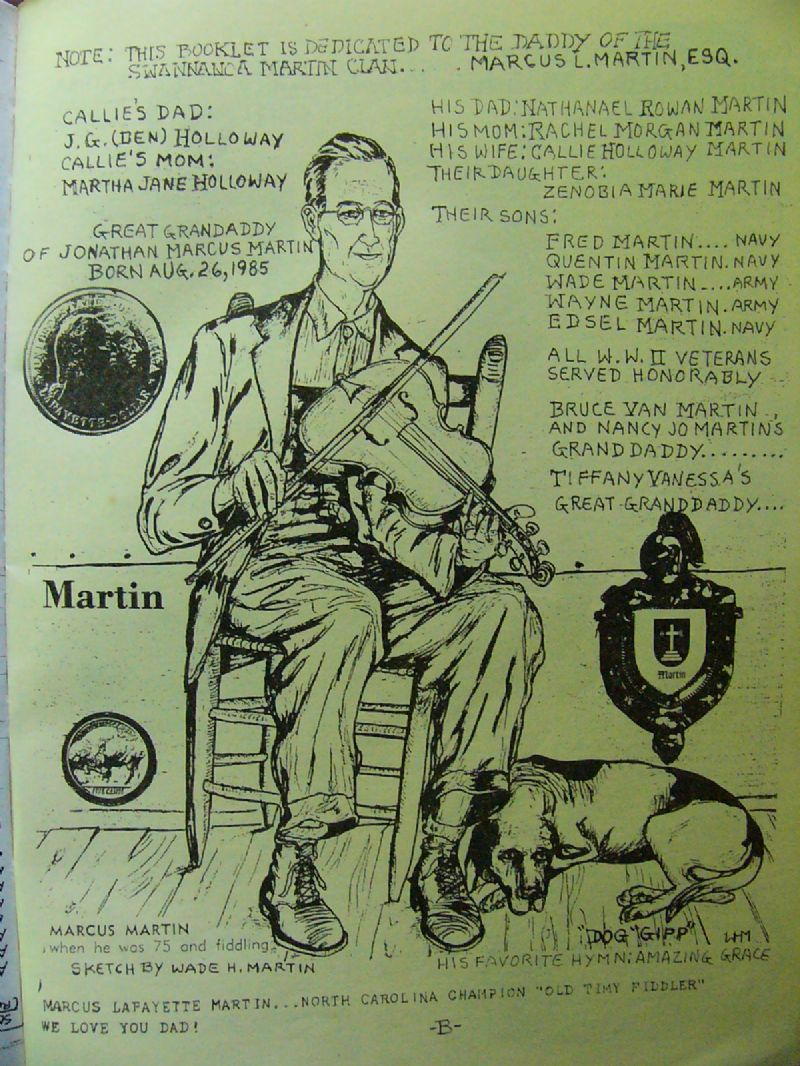 NOTE: THIS BOOKLET IS DEDICATED TO THE DADDY OF THE
SWANNANOA MARTIN CLAN... . MARCUS L. MARTIN, ESQ.
CALLIE'S DAD:
J.G. (DEN) HOLLOWAY
CALLIE'S MOM:
MARTHA JANE HOLLOWAY
GREAT GRANDADDY
OF JONATHAN MARCUS MARTIN
BORN AUG. 26, 1985
HIS DAD: NATHANAEL ROWAN MARTIN
HIS MOM: RACHEL MORGAN MARTIN
HIS WIFE: CALLIE HOLLOWAY MARTIN
THEIR DAUGHTER:
ZENOBIA MARIE MARTIN
THEIR SONS:
FRED MARTIN.... NAVY
QUENTIN MARTIN. NAVY
WADE MARTIN ....ARMY
WAYNE MARTIN. ARMY
EDSEL MARTIN. NAVY
ALL W.W. II VETERANS
SERVED HONORABLY
BRUCE VAN MARTIN.,
AND NANCY JO MARTIN'S
GRAND DADDY.........
TIFFANY VANESSA'S
GREAT-GRANDDADDY....
Martin
Martin
MARCUS MARTIN
when he was 75 and fiddling.
SKETCH BY WADE H. MARTIN
"DOG "GIPP" WM
HIS FAVORITE HYMN: AMAZING GRACE
MARCUS LAFAYETTE MARTIN...NORTH CAROLINA CHAMPION "OLD TIMY FIDDLER"
WE LOVE YOU DAD!
-B-